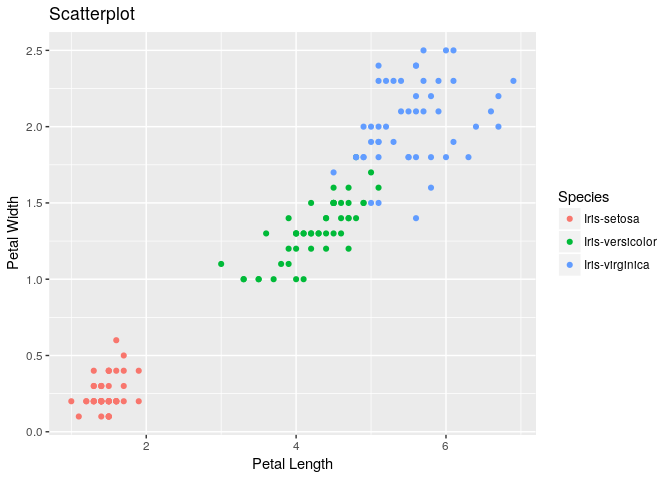 Scatterplot
2.5
2.0
1.5
1.0
0.5
0.0
Petal Width
2
4
6
Petal Length
Species
Iris-setosa
Iris-versicolor
Iris-virginica